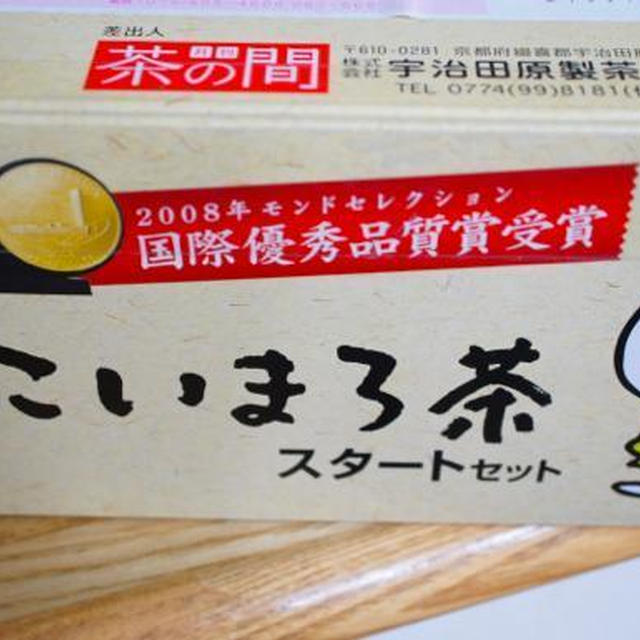 差出人
月刊
茶の間
〒610-0281 京都府綴喜郡宇治田原
株式会社 宇治田原製茶
TEL 0774(99)8181
2008年 モンドセレクション
国際優秀品質賞受賞
こいまろ茶
スタートセット